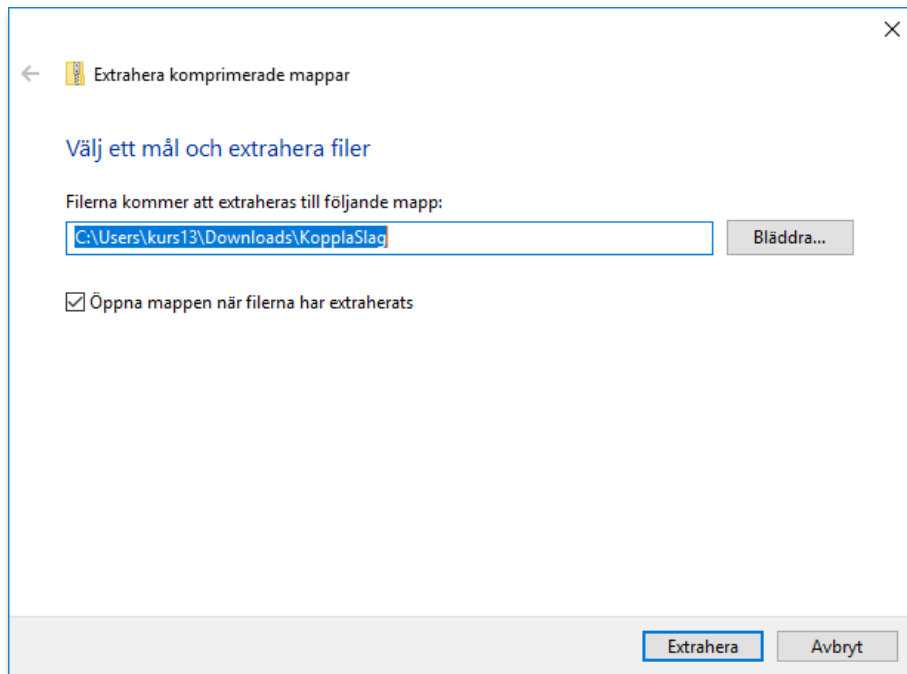 Extrahera komprimerade mappar
Välj ett mål och extrahera filer
Filerna kommer att extraheras till följande mapp:
C:\Users\kurs13\Downloads\KopplaSlag
Bläddra...
Öppna mappen när filerna har extraherats
Extrahera
Avbryt